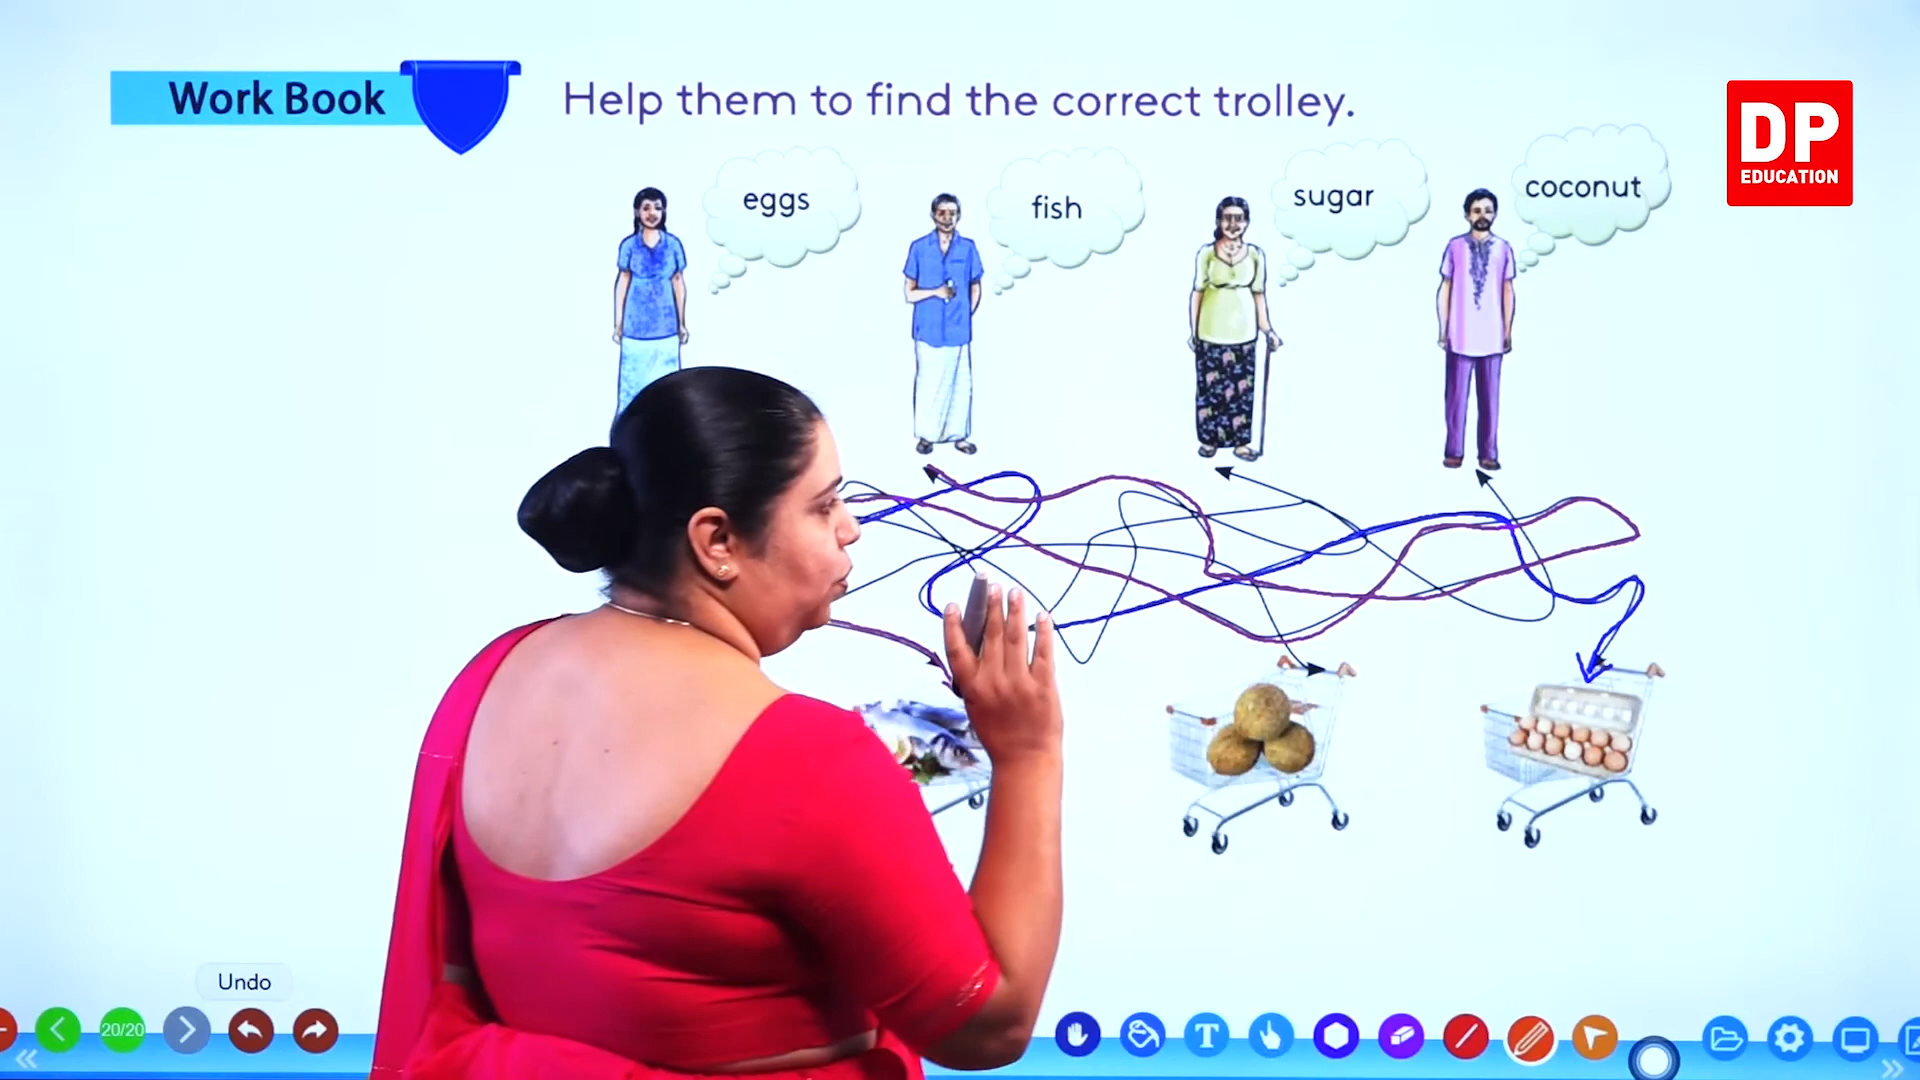 Work Book
Help them to find the correct trolley.
DP
EDUCATION
eggs
fish
sugar
coconut
Undo
20/20
T